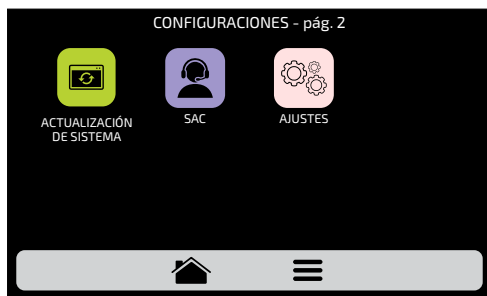 CONFIGURACIONES - pág. 2
ACTUALIZACIÓN
DE SISTEMA
SAC
AJUSTES